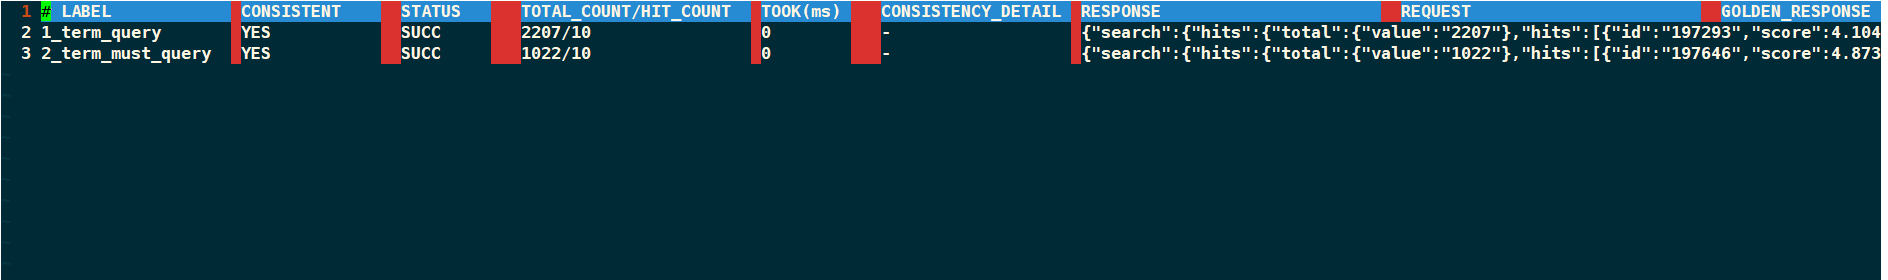 1 # LABEL CONSISTENT STATUS TOTAL_COUNT/HIT_COUNT TOOK(ms) CONSISTENCY_DETAIL RESPONSE REQUEST GOLDEN_RESPONSE
2 1_term_query YES SUCC 2207/10 0 - {"search":{"hits":{"total":{"value":"2207"},"hits":[{"id":"197293","score":4.104
3 2_term_must_query YES SUCC 1022/10 0 - {"search":{"hits":{"total":{"value":"1022"},"hits":[{"id":"197646","score":4.873